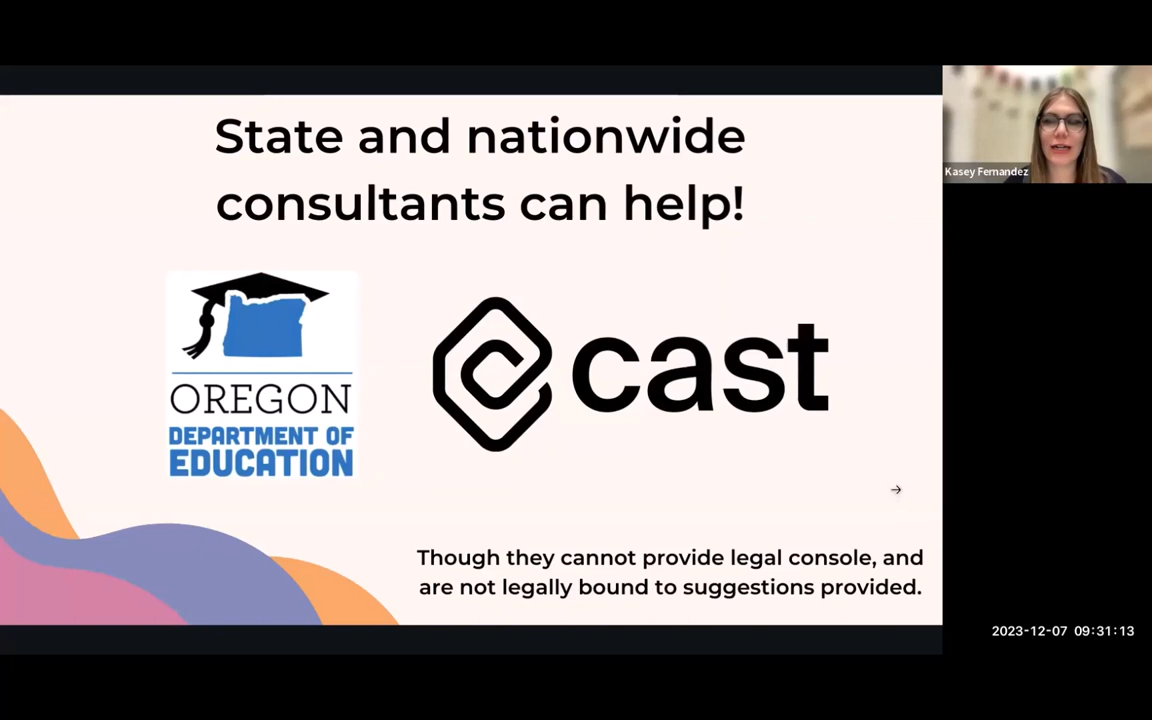 State and nationwide
consultants can help!
Kasey Fernandez
OREGON
DEPARTMENT OF
EDUCATION
cast
Though they cannot provide legal console, and
are not legally bound to suggestions provided.
2023-12-07 09:31:13